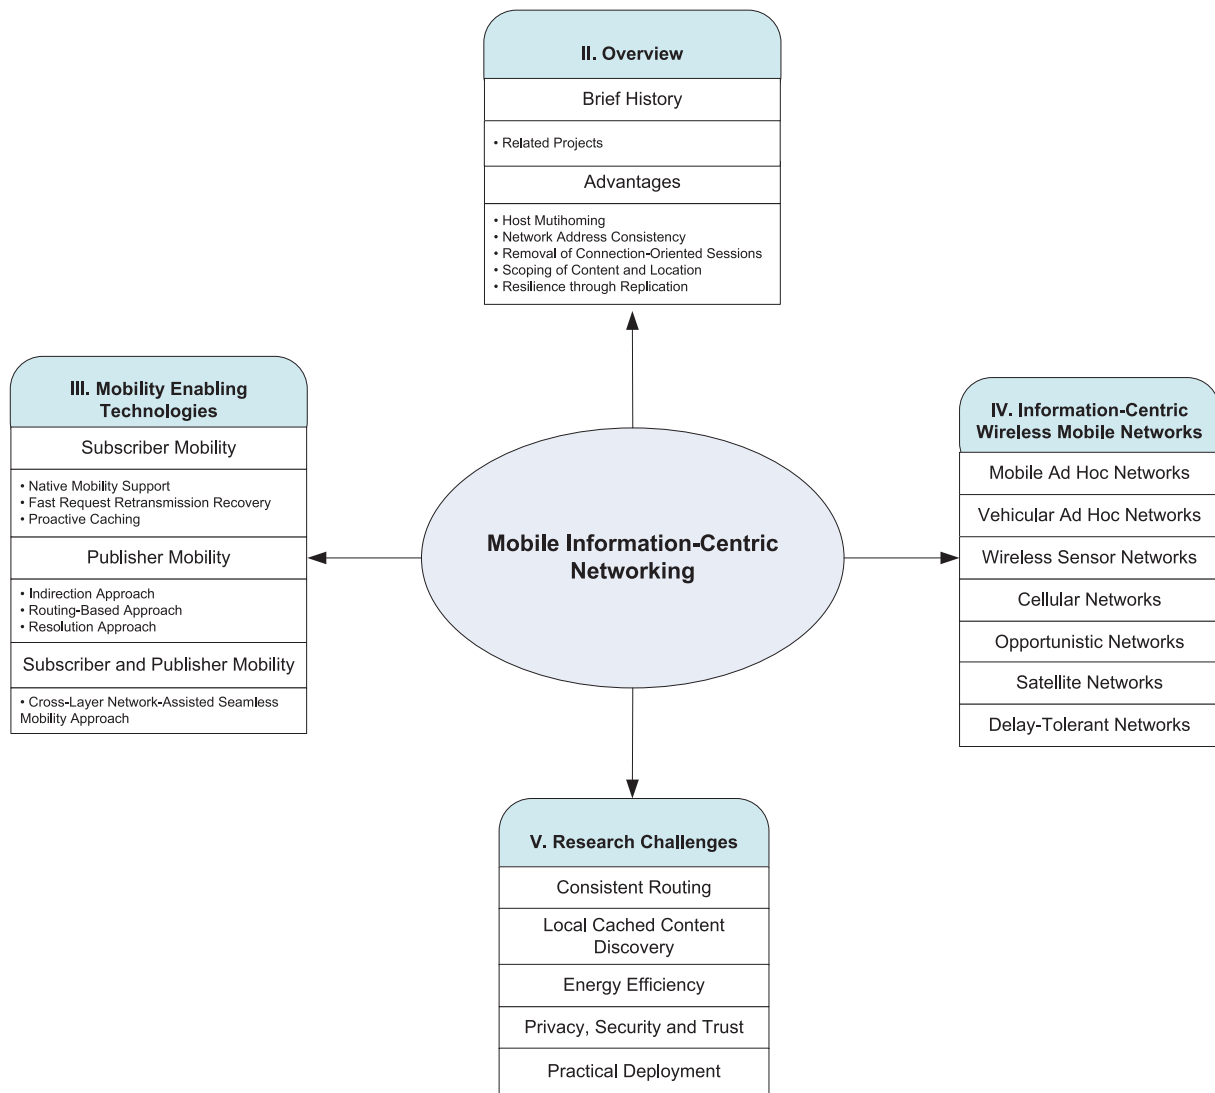 II. Overview
Brief History
• Related Projects
Advantages
• Host Mutihoming
• Network Address Consistency
• Removal of Connection-Oriented Sessions
• Scoping of Content and Location
• Resilience through Replication
III. Mobility Enabling
Technologies
Subscriber Mobility
• Native Mobility Support
• Fast Request Retransmission Recovery
• Proactive Caching
Publisher Mobility
• Indirection Approach
• Routing-Based Approach
• Resolution Approach
Subscriber and Publisher Mobility
• Cross-Layer Network-Assisted Seamless
Mobility Approach
Mobile Information-Centric
Networking
IV. Information-Centric
Wireless Mobile Networks
Mobile Ad Hoc Networks
Vehicular Ad Hoc Networks
Wireless Sensor Networks
Cellular Networks
Opportunistic Networks
Satellite Networks
Delay-Tolerant Networks
V. Research Challenges
Consistent Routing
Local Cached Content
Discovery
Energy Efficiency
Privacy, Security and Trust
Practical Deployment